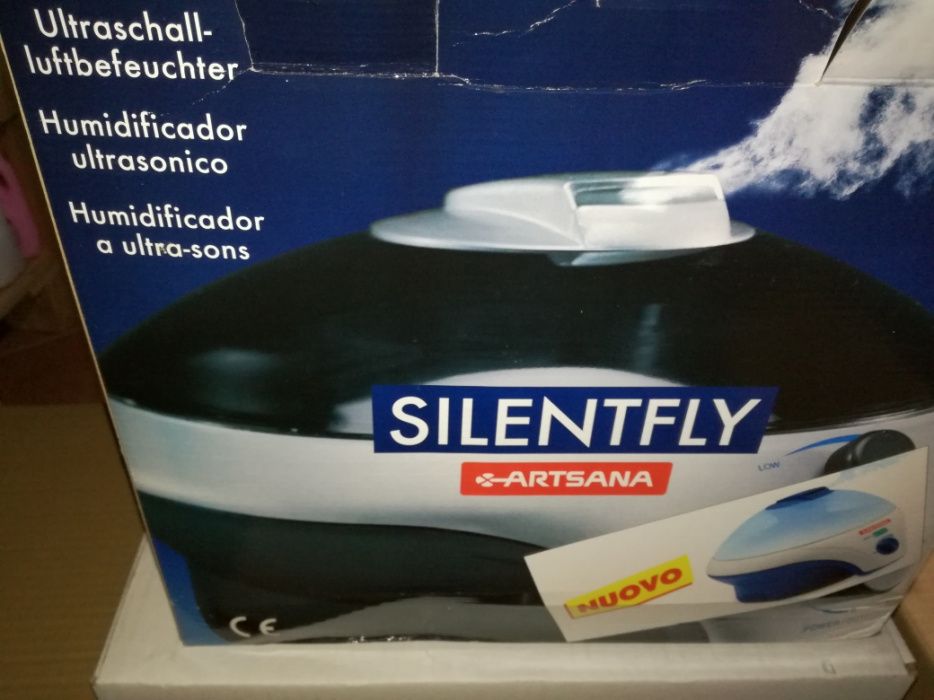 Ultraschall-
luftbefeuchter
Humidificador
ultrasonico
Humidificador
a ultra-sons
SILENTFLY
ARTSANA
LOW
NUOVO
CE